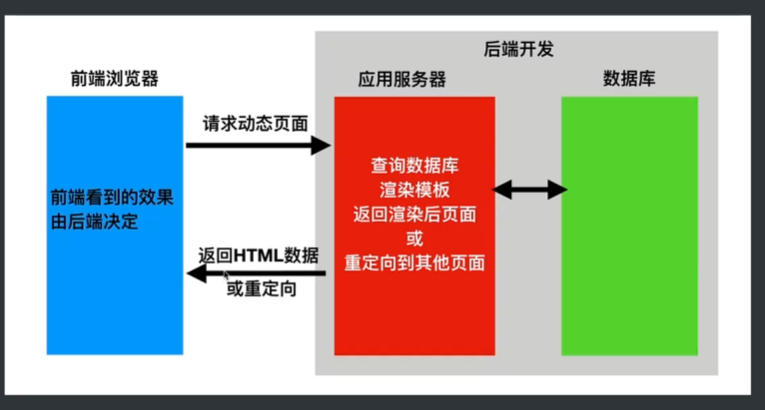 后端开发
前端浏览器
应用服务器
数据库
请求动态页面
前端看到的效果
由后端决定
返回HTML数据
或重定向
查询数据库
渲染模板
返回渲染后页面
或
重定向到其他页面